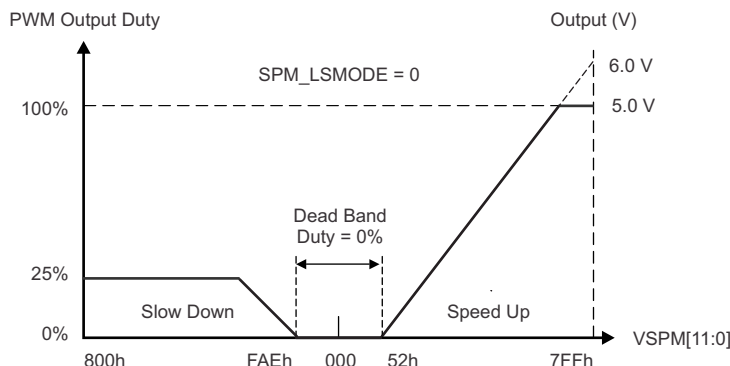 PWM Output Duty
Output (V)
SPM_LSMODE = 0
6.0 V
100%
5.0 V
Dead Band
Duty = 0%
25%
Slow Down
Speed Up
0%
VSPM[11:0]
800h
FAEh
000
52h
7FFh